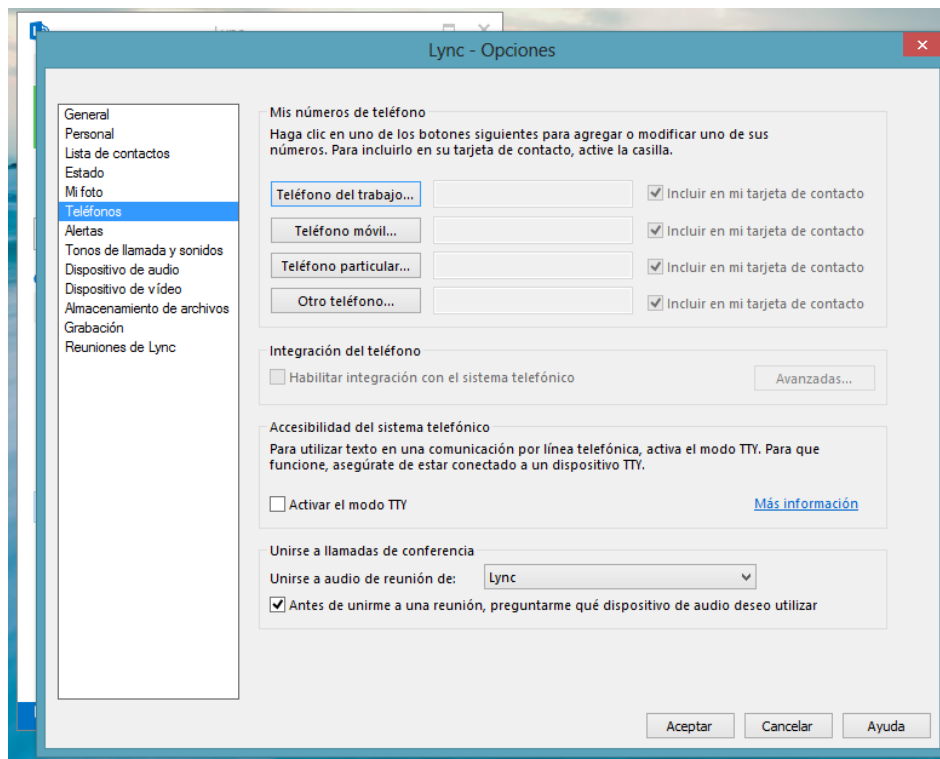 Lync
Lync - Opciones
General
Personal
Lista de contactos
Estado
Mi foto
Teléfonos
Alertas
Tonos de llamada y sonidos
Dispositivo de audio
Dispositivo de vídeo
Almacenamiento de archivos
Grabación
Reuniones de Lync
Mis números de teléfono
Haga clic en uno de los botones siguientes para agregar o modificar uno de sus
números. Para incluirlo en su tarjeta de contacto, active la casilla.
Teléfono del trabajo... Incluir en mi tarjeta de contacto
Teléfono móvil... Incluir en mi tarjeta de contacto
Teléfono particular... Incluir en mi tarjeta de contacto
Otro teléfono... Incluir en mi tarjeta de contacto
Integración del teléfono
Habilitar integración con el sistema telefónico Avanzadas...
Accesibilidad del sistema telefónico
Para utilizar texto en una comunicación por línea telefónica, activa el modo TTY. Para que
funcione, asegúrate de estar conectado a un dispositivo TTY.
Activar el modo TTY Más información
Unirse a llamadas de conferencia
Unirse a audio de reunión de: Lync
Antes de unirme a una reunión, preguntarme qué dispositivo de audio deseo utilizar
Aceptar Cancelar Ayuda